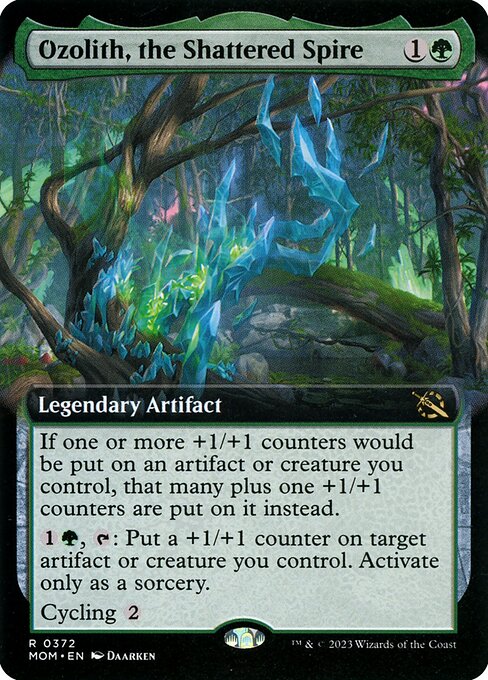 Ozolith, the Shattered Spire 1
Legendary Artifact
If one or more +1/+1 counters would
be put on an artifact or creature you
control, that many plus one +1/+1
counters are put on it instead.
1, : Put a +1/+1 counter on target
artifact or creature you control. Activate
only as a sorcery.
Cycling 2
R 0372
MOM • EN Daarken
™ & © 2023 Wizards of the Coast